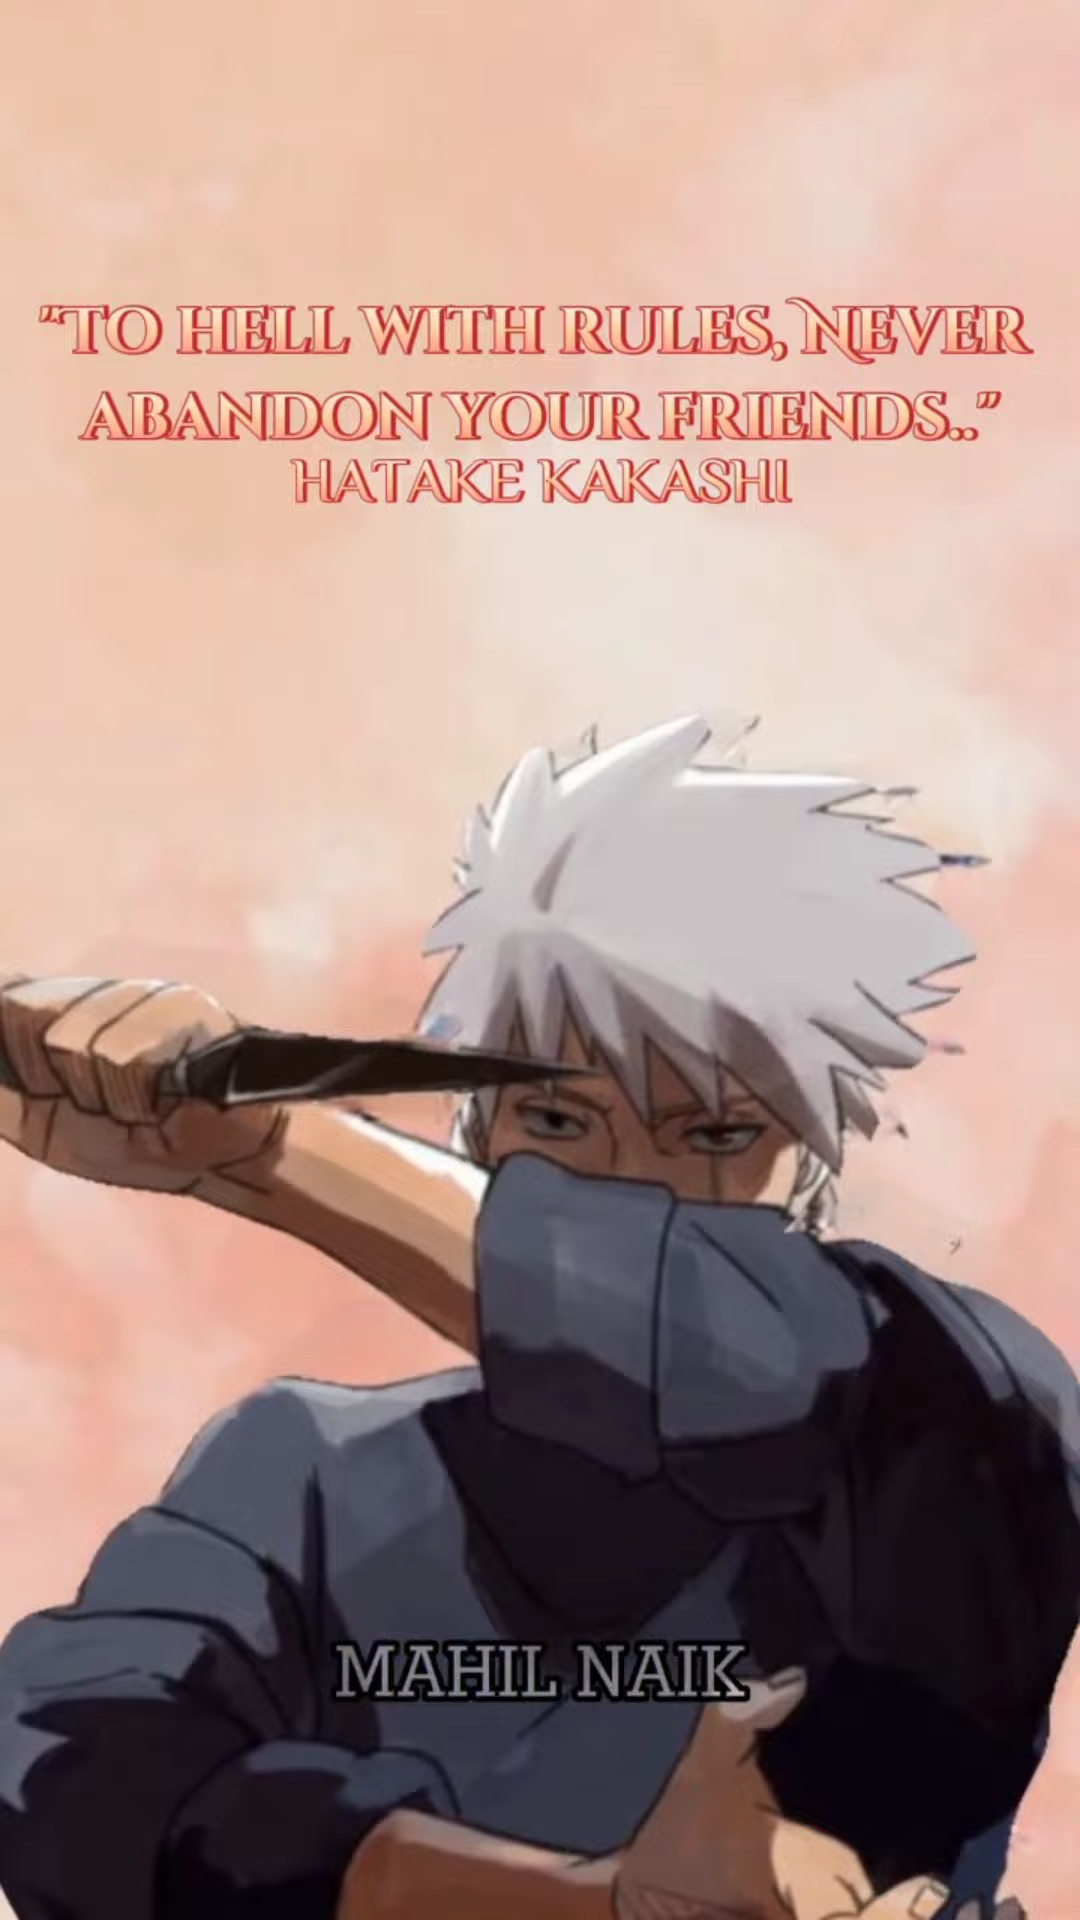 "TO HELL WITH RULES, NEVER
ABANDON YOUR FRIENDS.."
HATAKE KAKASHI
MAHIL NAIK